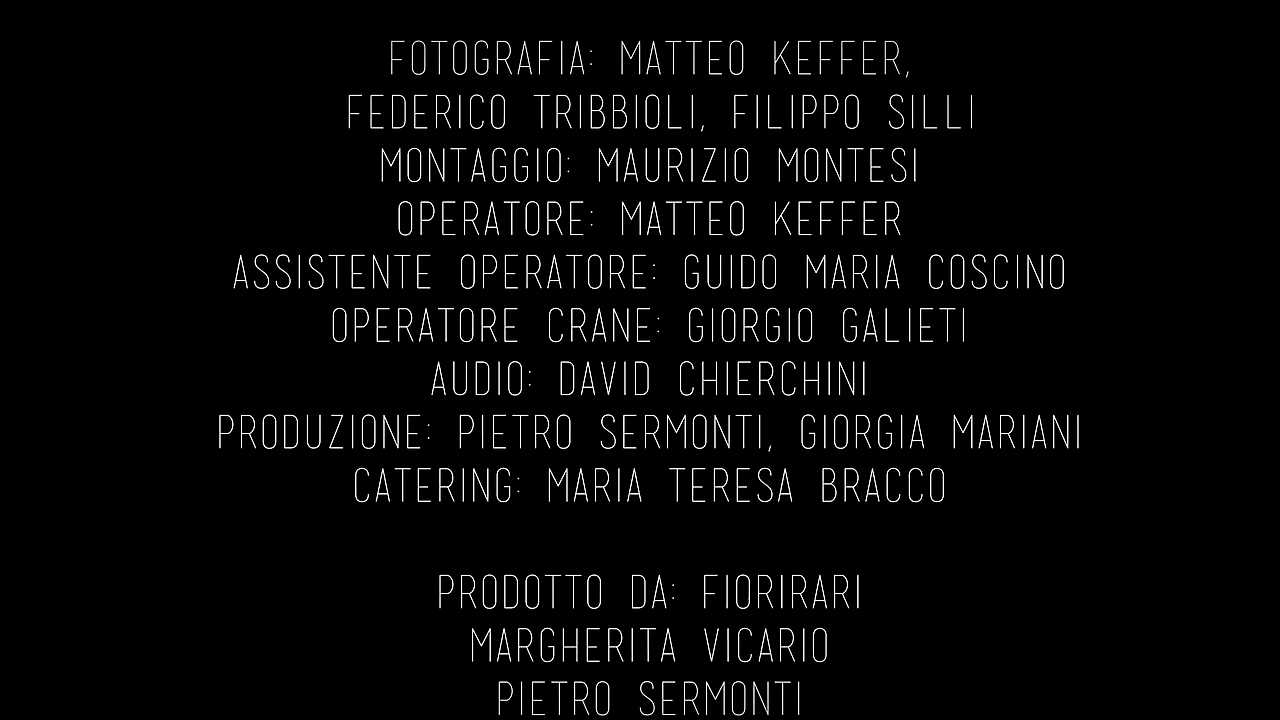 FOTOGRAFIA: MATTEO KEFFER,
FEDERICO TRIBBIOLI, FILIPPO SILLI
MONTAGGIO: MAURIZIO MONTESI
OPERATORE: MATTEO KEFFER
ASSISTENTE OPERATORE: GUIDO MARIA COSCINO
OPERATORE CRANE: GIORGIO GALIETI
AUDIO: DAVID CHIERCHINI
PRODUZIONE: PIETRO SERMONTI, GIORGIA MARIANI
CATERING: MARIA TERESA BRACCO
PRODOTTO DA: FIORIRARI
MARGHERITA VICARIO
PIETRO SERMONTI